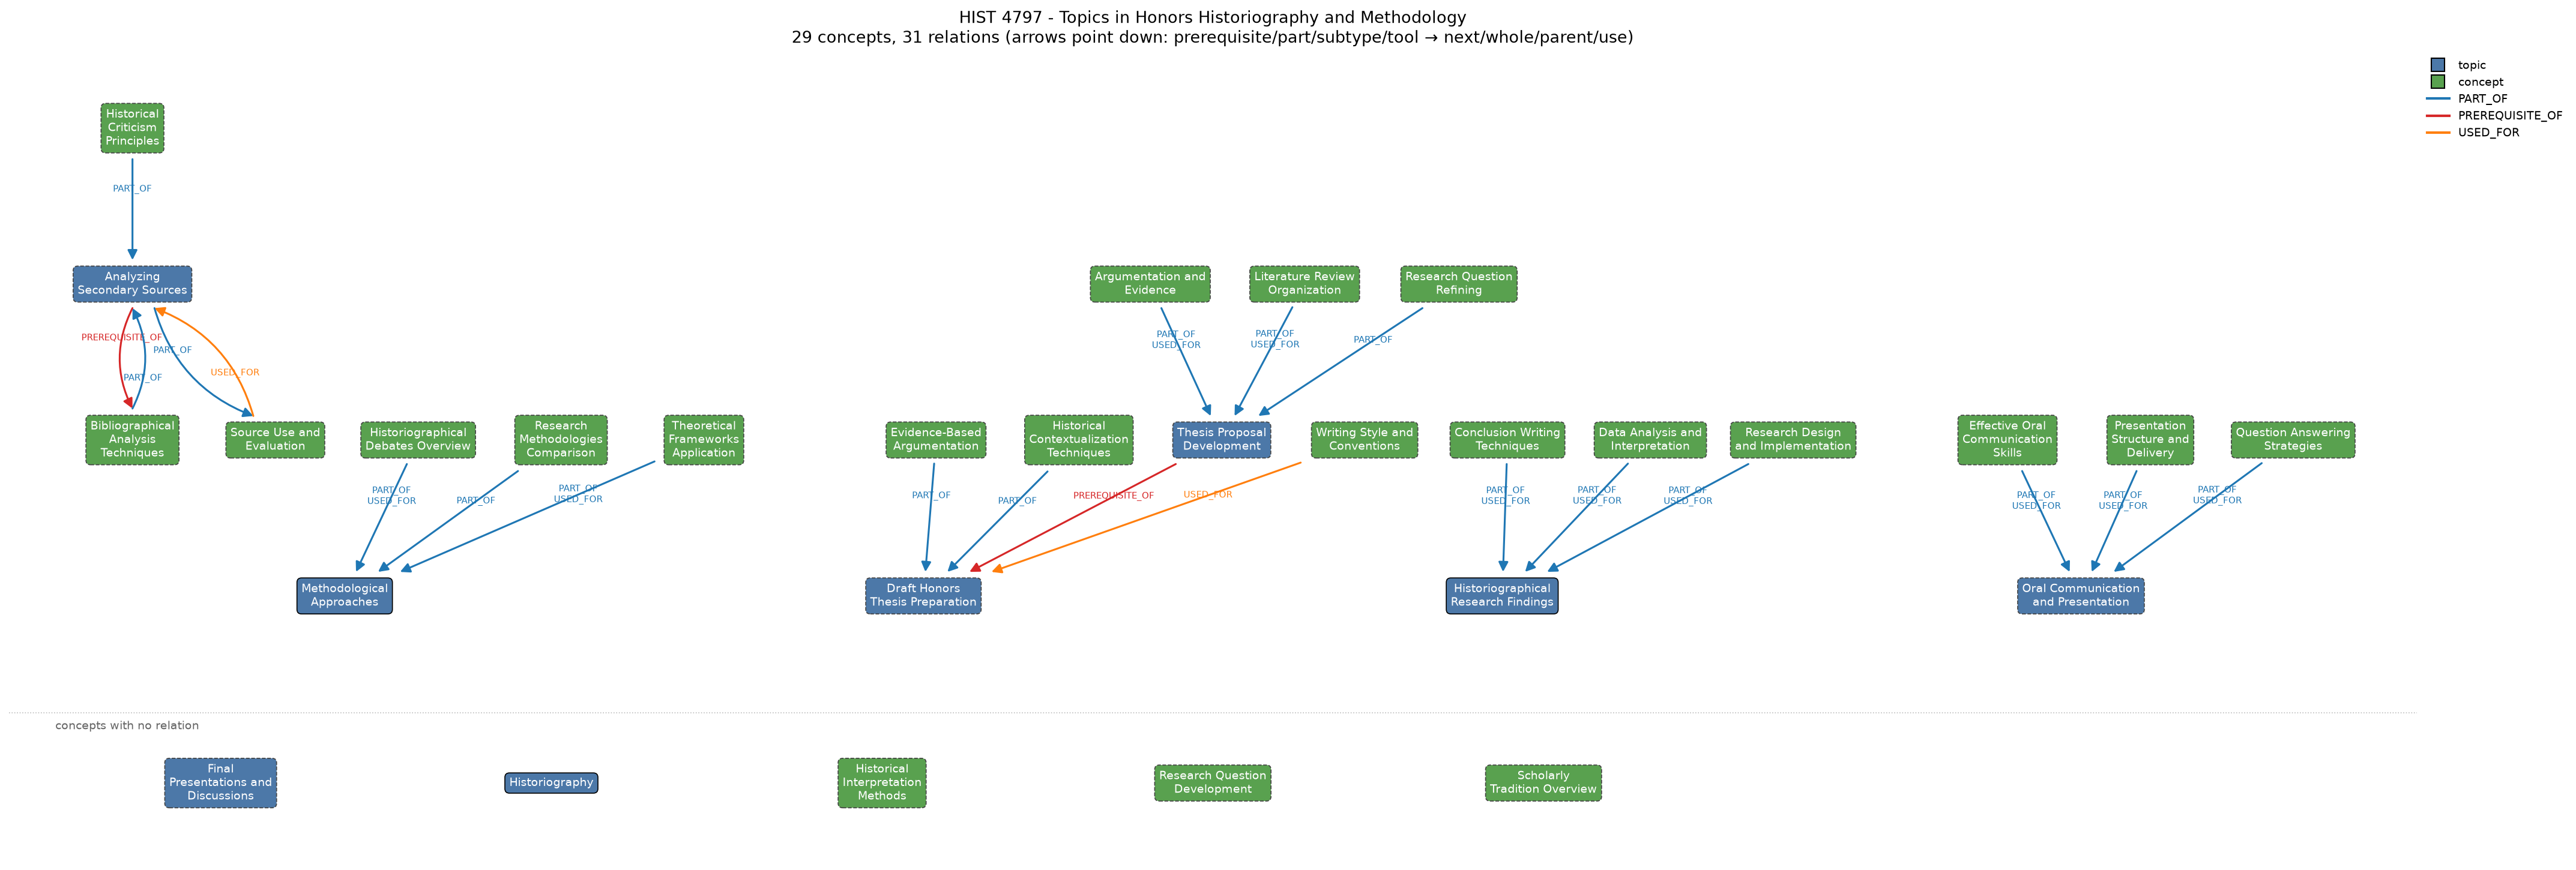 HIST 4797 - Topics in Honors Historiography and Methodology
29 concepts, 31 relations (arrows point down: prerequisite/part/subtype/tool → next/whole/parent/use)
topic
concept
PART_OF
PREREQUISITE_OF
USED_FOR
Historical
Criticism
Principles
PART_OF
Analyzing
Secondary Sources
Argumentation and
Evidence
Literature Review
Organization
Research Question
Refining
PREREQUISITE_OF
PART_OF
PART_OF
USED_FOR
PART_OF
USED_FOR
PART_OF
USED_FOR
PART_OF
Bibliographical
Analysis
Techniques
Source Use and
Evaluation
Historiographical
Debates Overview
Research
Methodologies
Comparison
Theoretical
Frameworks
Application
Evidence-Based
Argumentation
Historical
Contextualization
Techniques
Thesis Proposal
Development
Writing Style and
Conventions
Conclusion Writing
Techniques
Data Analysis and
Interpretation
Research Design
and Implementation
Effective Oral
Communication
Skills
Presentation
Structure and
Delivery
Question Answering
Strategies
PART_OF
USED_FOR
PART_OF
PART_OF
USED_FOR
PART_OF
PART_OF
PREREQUISITE_OF
USED_FOR
PART_OF
USED_FOR
PART_OF
USED_FOR
PART_OF
USED_FOR
PART_OF
USED_FOR
PART_OF
USED_FOR
PART_OF
USED_FOR
Methodological
Approaches
Draft Honors
Thesis Preparation
Historiographical
Research Findings
Oral Communication
and Presentation
concepts with no relation
Final
Presentations and
Discussions
Historiography
Historical
Interpretation
Methods
Research Question
Development
Scholarly
Tradition Overview